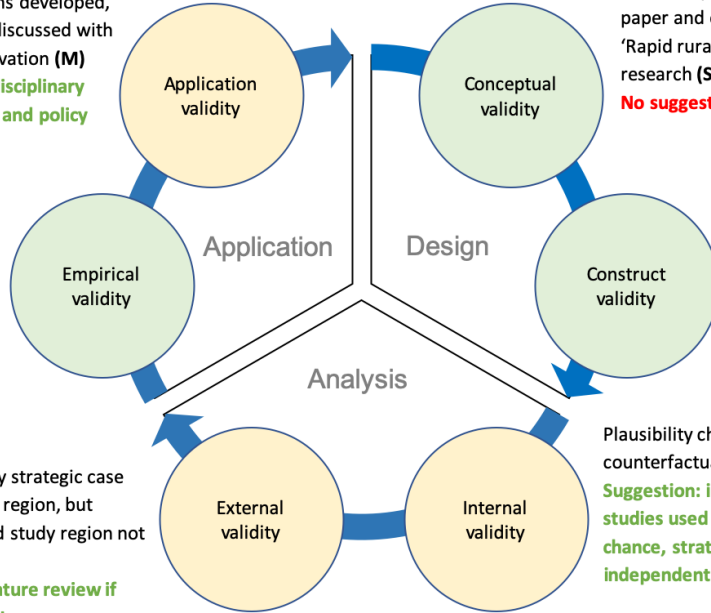 ns developed,
discussed with
vation (M)
disciplinary
and policy
paper and
'Rapid rura
research (S
No suggest
Application
validity
Conceptual
validity
Application
Design
Empirical
validity
Construct
validity
Analysis
y strategic case
region, but
d study region not
ature review if
External
validity
Internal
validity
Plausibility ch
counterfactua
Suggestion: i
studies used
chance, strat
independent